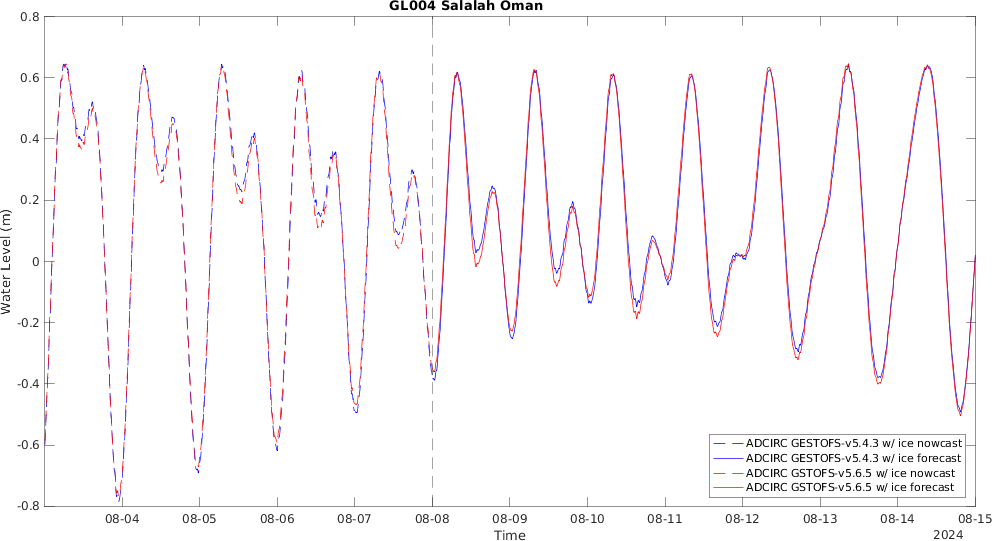 GL004 Salalah Oman
0.8
0.6
0.4
0.2
0
-0.2
-0.4
-0.6
-0.8
Water Level (m)
ADCIRC GESTOFS-v5.4.3 w/ ice nowcast
ADCIRC GESTOFS-v5.4.3 w/ ice forecast
ADCIRC GSTOFS-v5.6.5 w/ ice nowcast
ADCIRC GSTOFS-v5.6.5 w/ ice forecast
08-04 08-05 08-06 08-07 08-08 08-09 08-10 08-11 08-12 08-13 08-14 08-15
Time
2024